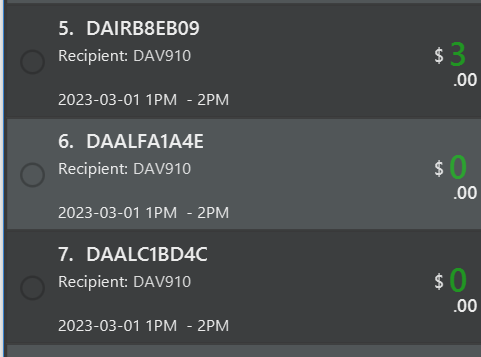 5. DAIRB8EB09
Recipient: DAV910
$ 3
.00
2023-03-01 1PM - 2PM
6. DAALFA1A4E
Recipient: DAV910
$ 0
.00
2023-03-01 1PM - 2PM
7. DAALC1BD4C
Recipient: DAV910
$ 0
.00
2023-03-01 1PM - 2PM